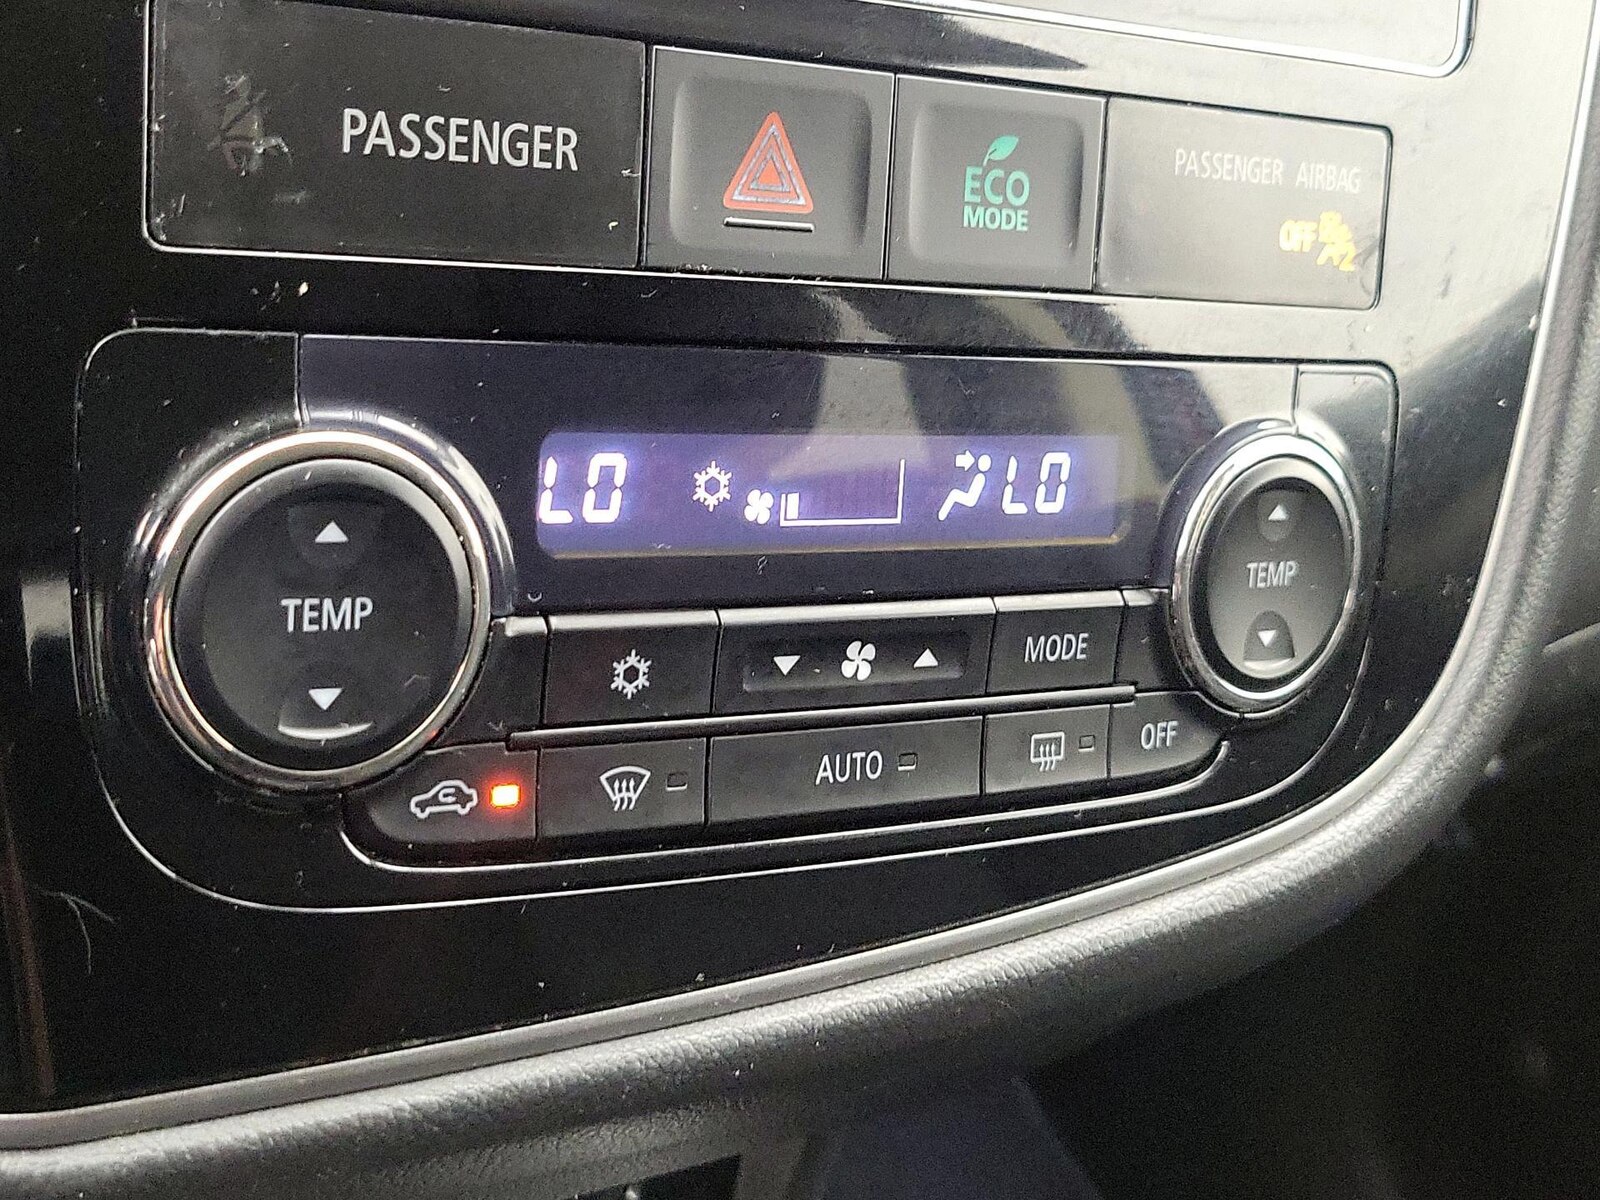 PASSENGER
ECO
MODE
PASSENGER AIRBAG
OFF
LO
LO
TEMP
TEMP
MODE
AUTO
OFF